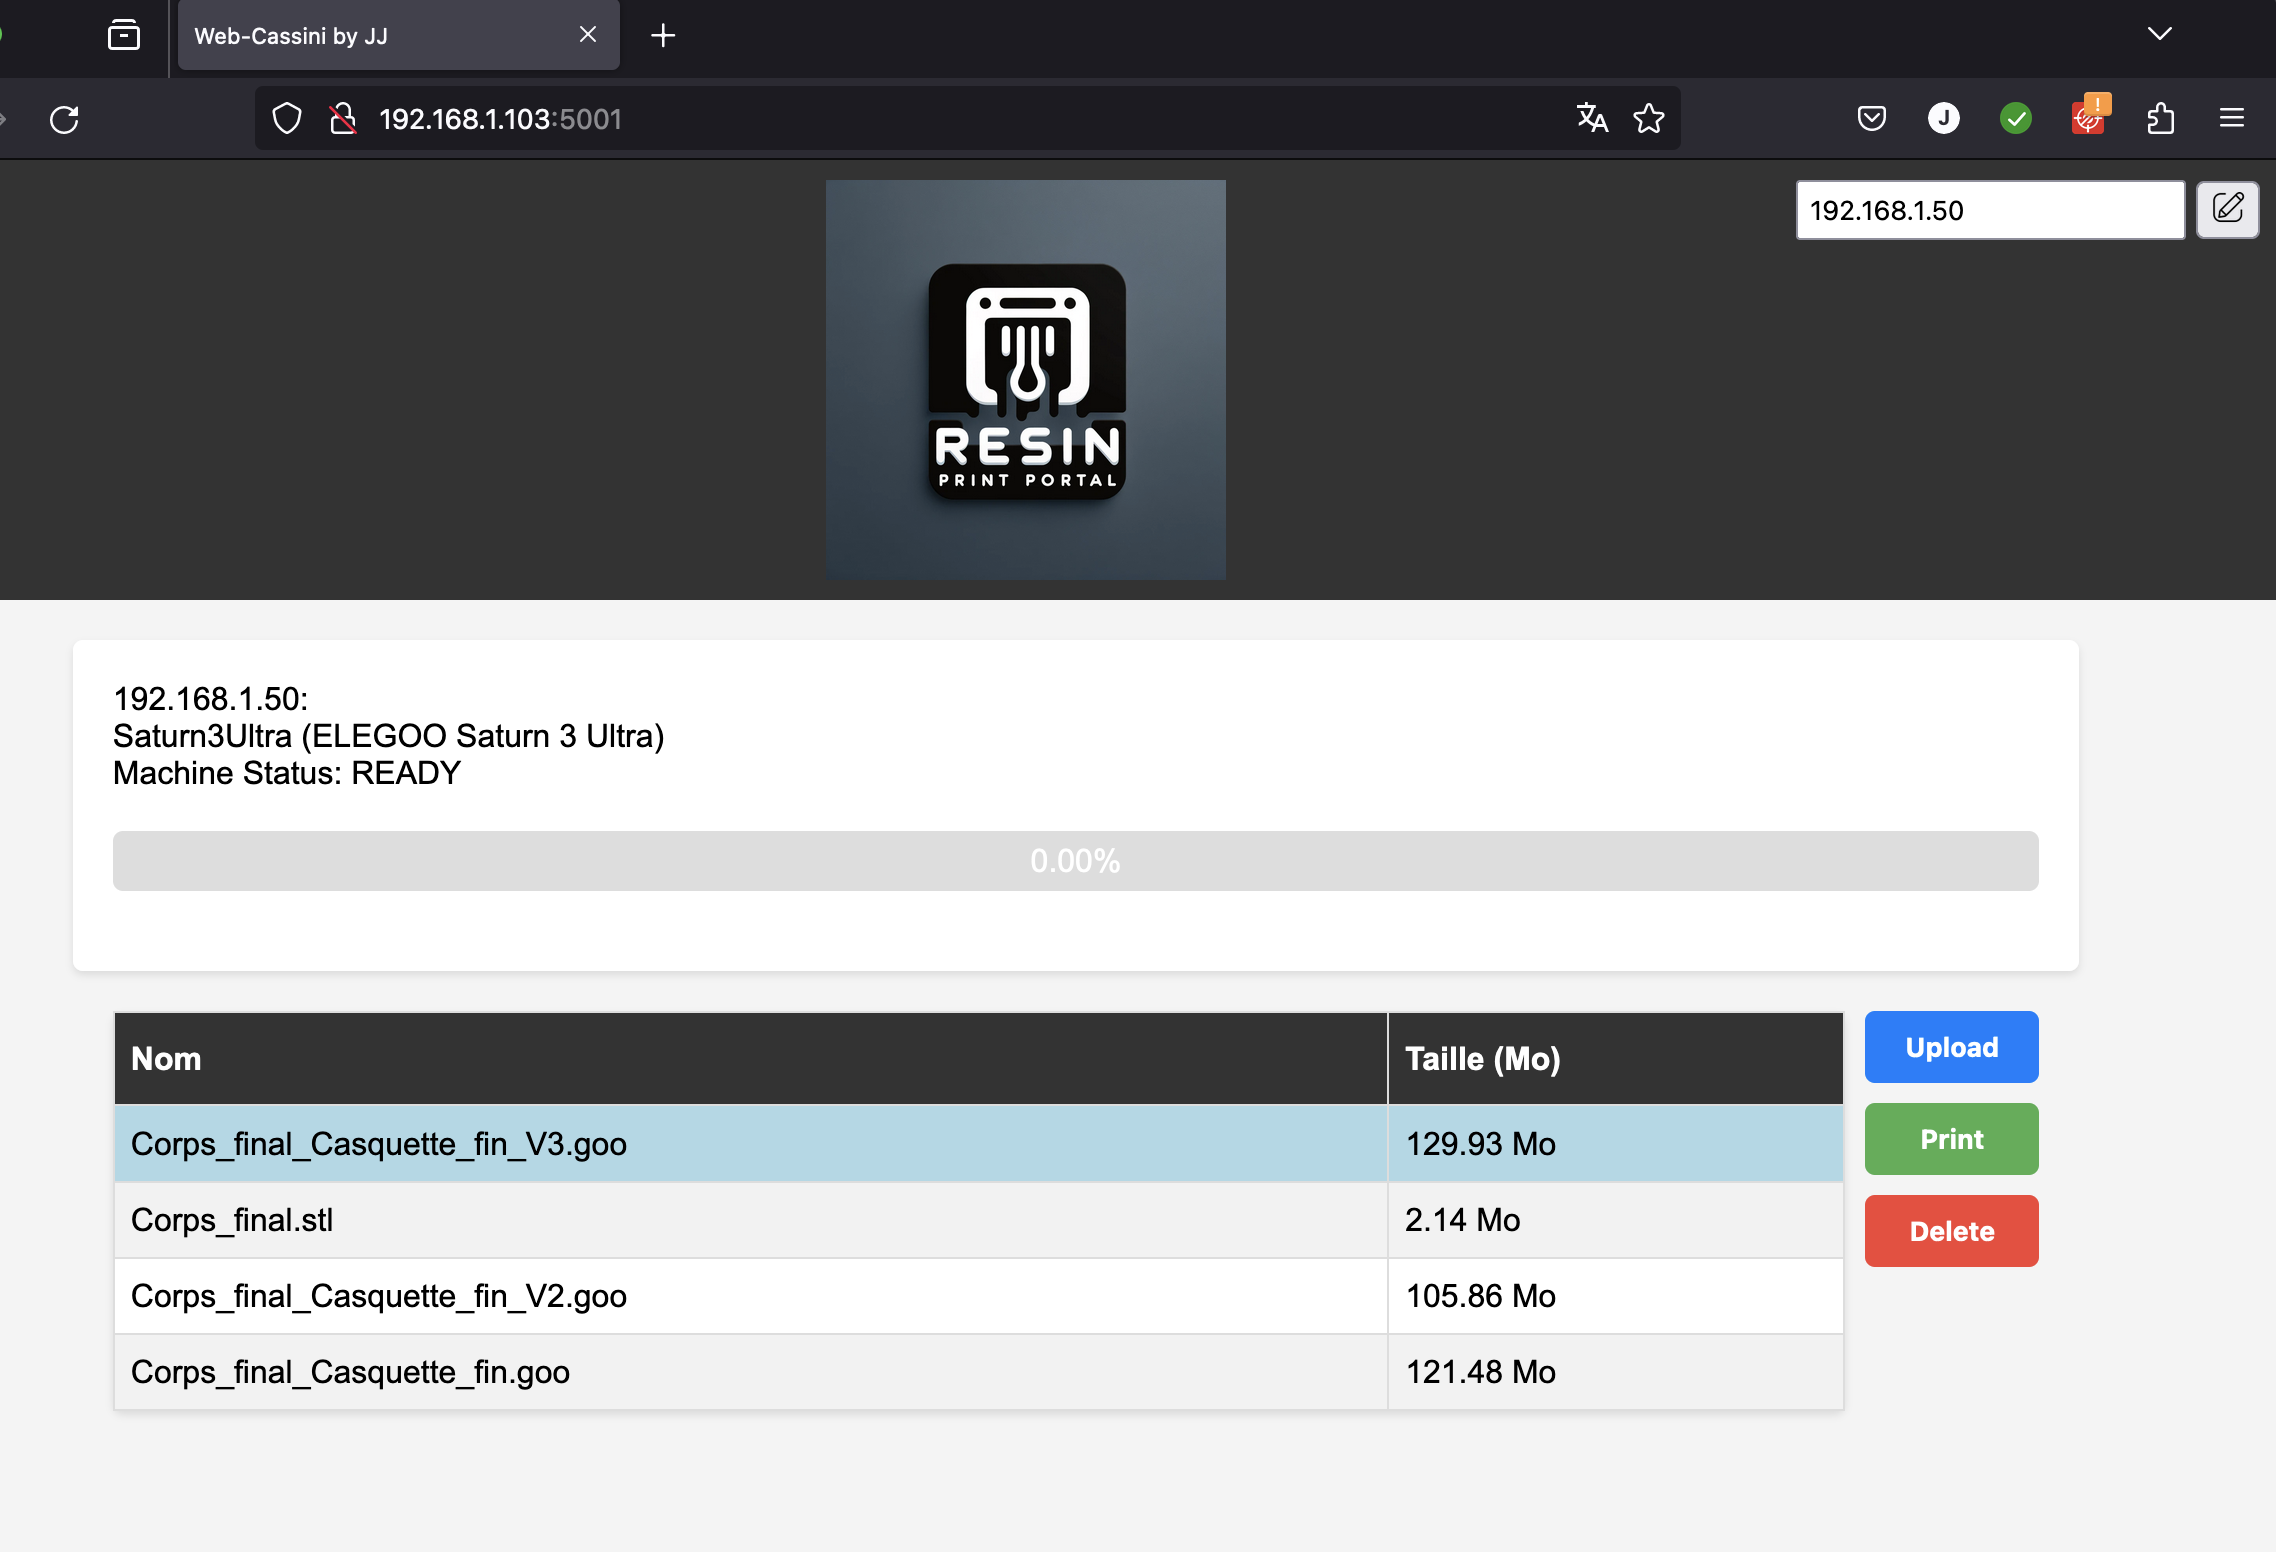 Web-Cassini by JJ
192.168.1.103:5001
J
192.168.1.50
RESIN
PRINT PORTAL
192.168.1.50:
Saturn3Ultra (ELEGOO Saturn 3 Ultra)
Machine Status: READY
0.00%
Nom Taille (Mo)
Upload
Corps_final_Casquette_fin_V3.goo 129.93 Mo
Print
Corps_final.stl 2.14 Mo
Delete
Corps_final_Casquette_fin_V2.goo 105.86 Mo
Corps_final_Casquette_fin.goo 121.48 Mo